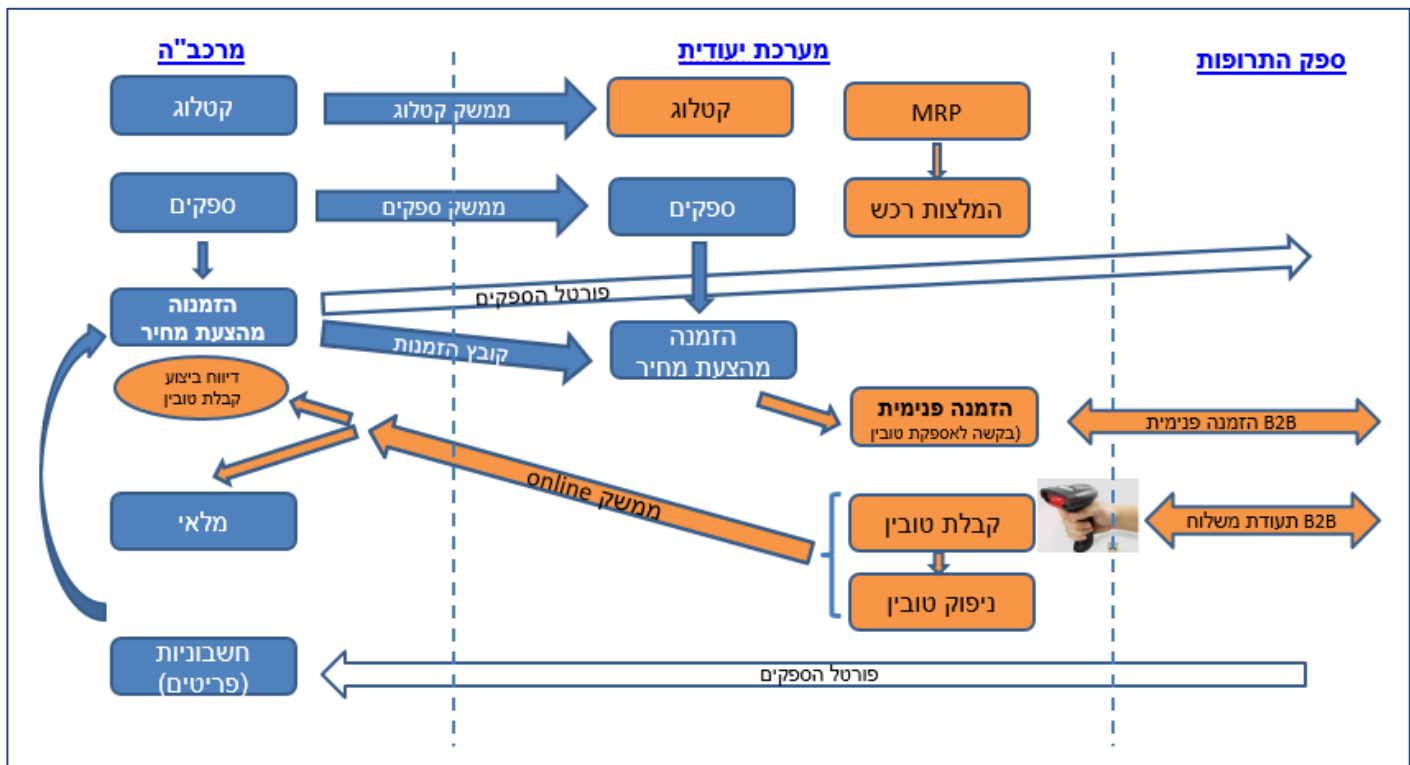 מרכב"ה
מערכת יעודית
ספק התרופות
קטלוג
ממשק קטלוג
קטלוג
MRP
ספקים
ממשק ספקים
ספקים
המלצות רכש
פורטל הספקים
הזמנוה
מהצעת מחיר
קובץ הזמנות
הזמנה
מהצעת מחיר
דיווח ביצוע
קבלת טובין
הזמנה פנימית
(בקשה לאספקת טובין
B2B הזמנה פנימית
ממשק online
מלאי
קבלת טובין
B2B תעודת משלוח
ניפוק טובין
חשבוניות
(פריטים)
פורטל הספקים